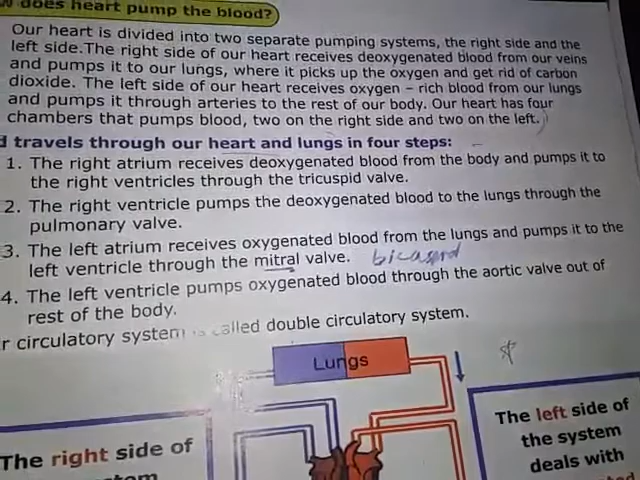 does heart pump the blood?
Our heart is divided into two separate pumping systems, the right side and the
left side.The right side of our heart receives deoxygenated blood from our veins
and pumps it to our lungs, where it picks up the oxygen and get rid of carbon
dioxide. The left side of our heart receives oxygen – rich blood from our lungs
and pumps it through arteries to the rest of our body. Our heart has four
chambers that pumps blood, two on the right side and two on the left.
d travels through our heart and lungs in four steps:
1. The right atrium receives deoxygenated blood from the body and pumps it to
the right ventricles through the tricuspid valve.
2. The right ventricle pumps the deoxygenated blood to the lungs through the
pulmonary valve.
3. The left atrium receives oxygenated blood from the lungs and pumps it to the
left ventricle through the mitral valve.
4. The left ventricle pumps oxygenated blood through the aortic valve out of
rest of the body.
r circulatory system is called double circulatory system.
Lungs
The left side of
the system
deals with
The right side of